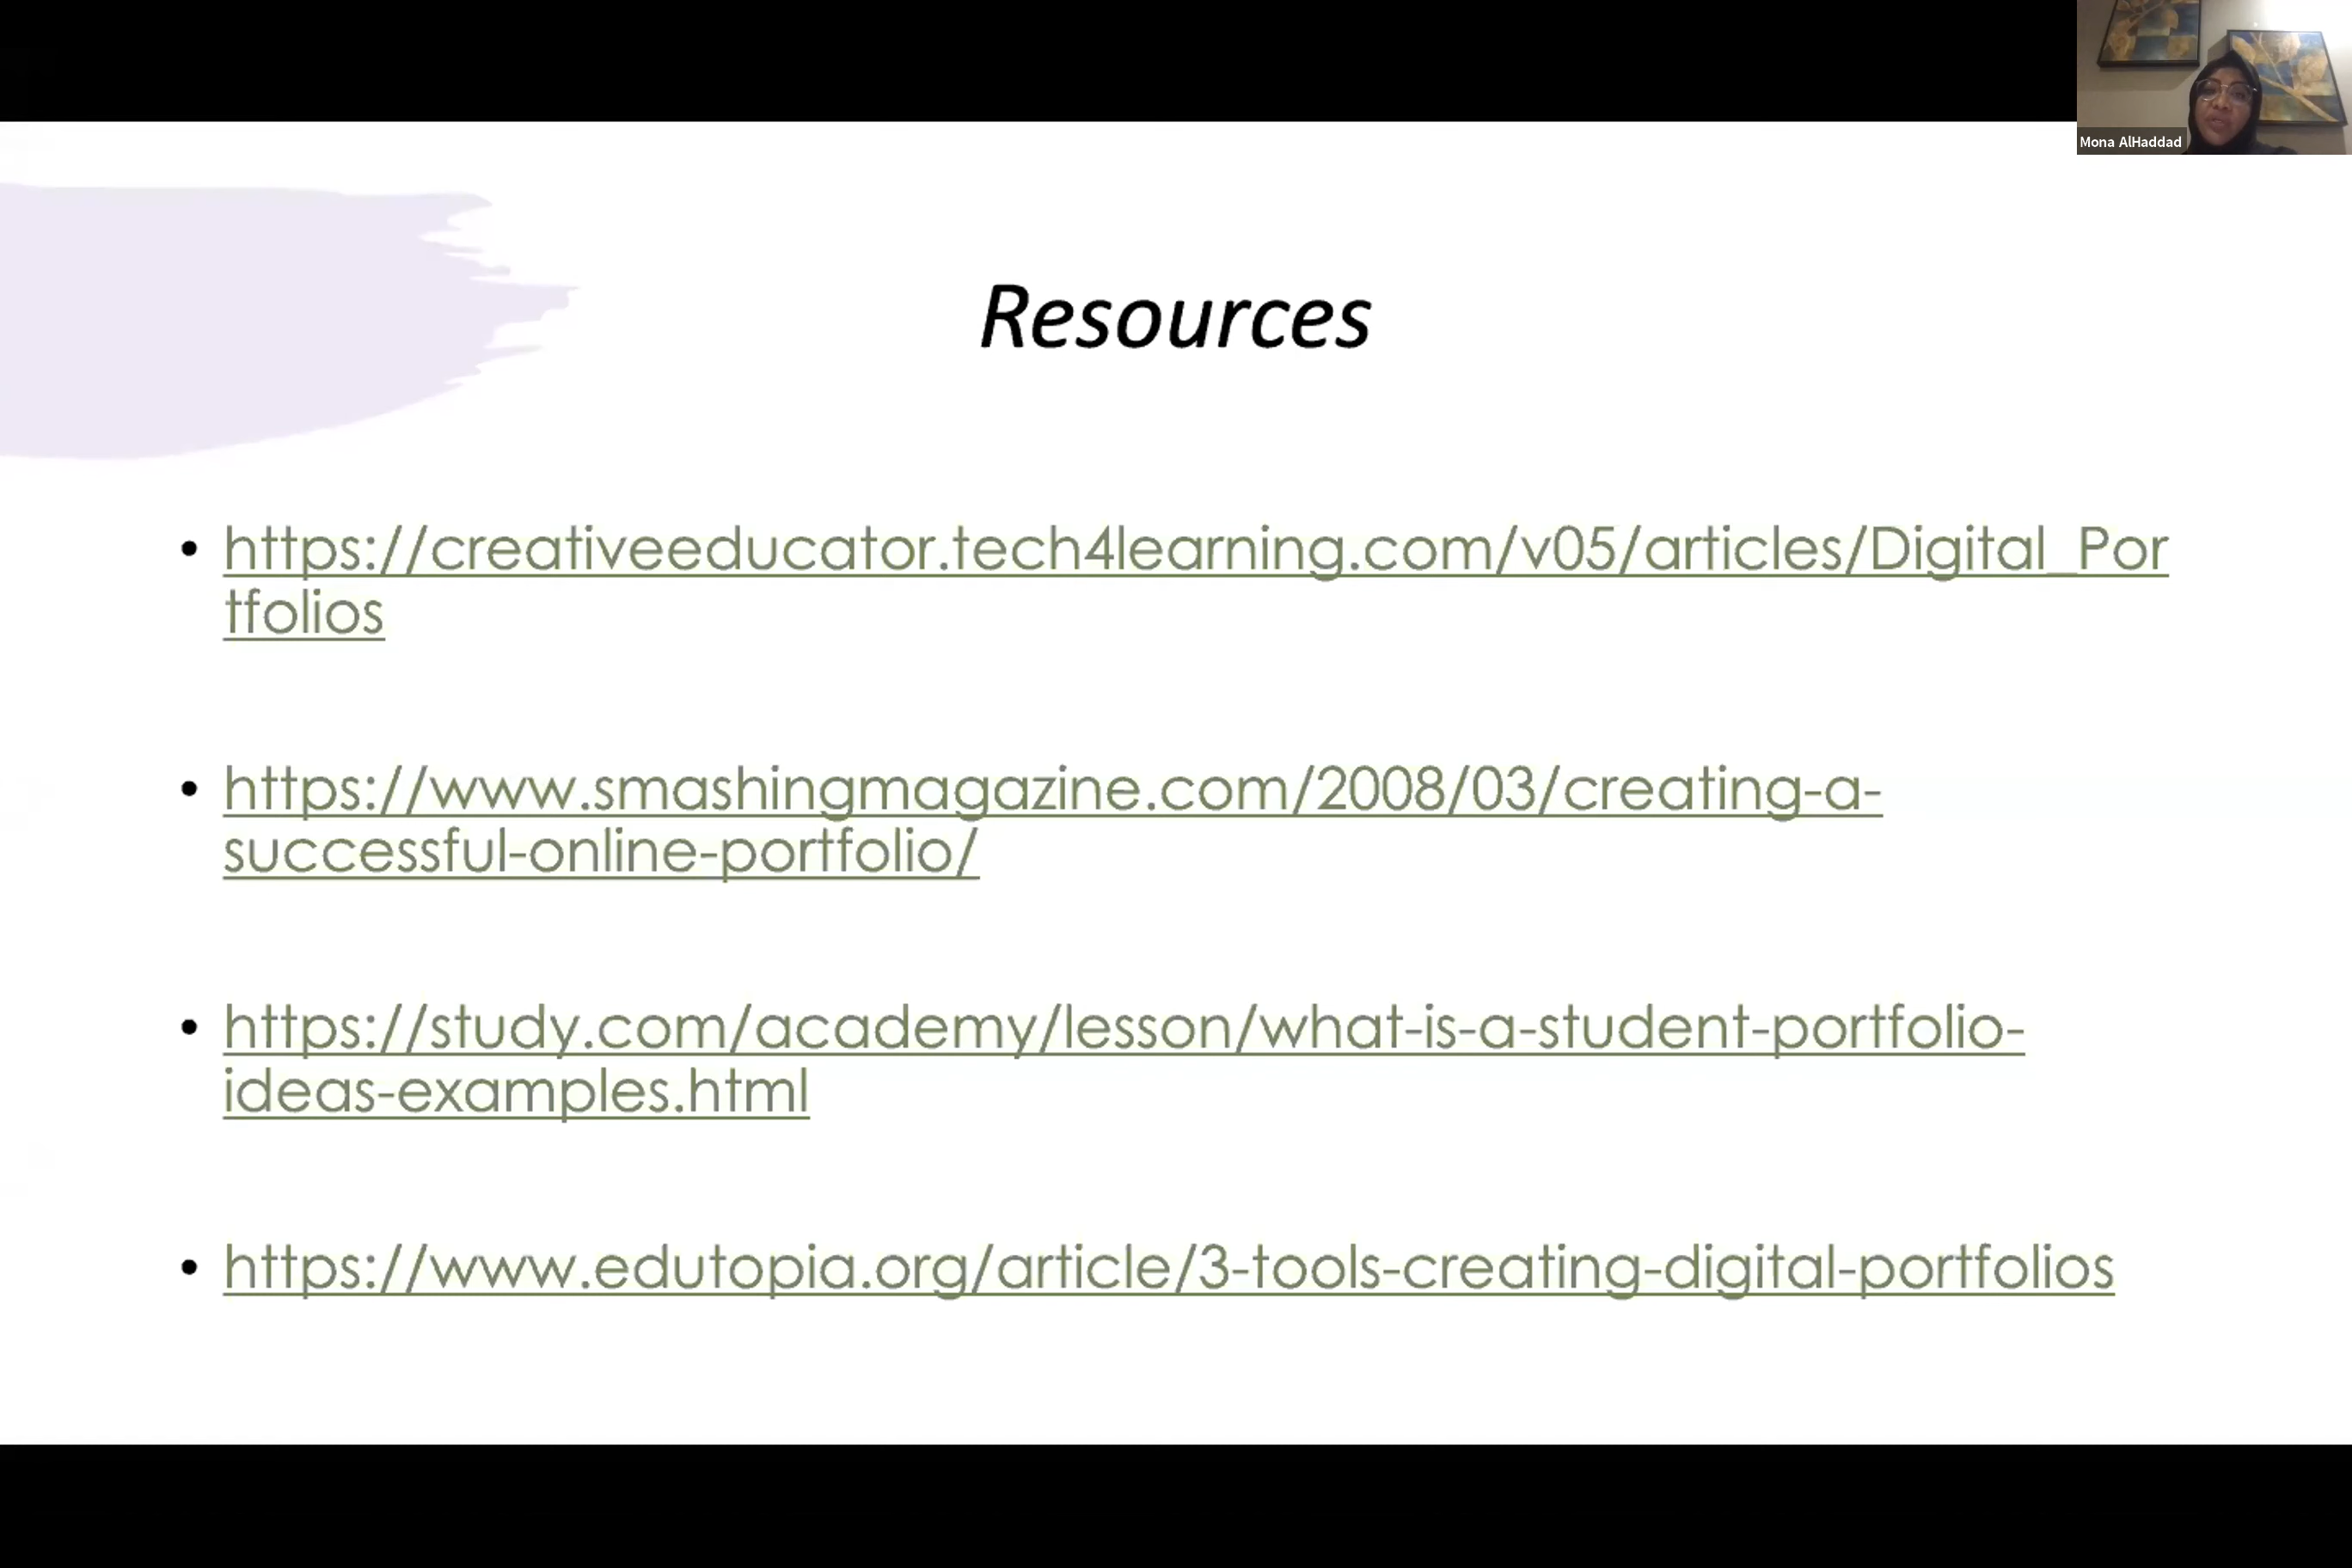 Mona AlHaddad
Resources
• https://creativeeducator.tech4learning.com/v05/articles/Digital_Por
tfolios
• https://www.smashingmagazine.com/2008/03/creating-a-
successful-online-portfolio/
• https://study.com/academy/lesson/what-is-a-student-portfolio-
ideas-examples.html
• https://www.edutopia.org/article/3-tools-creating-digital-portfolios